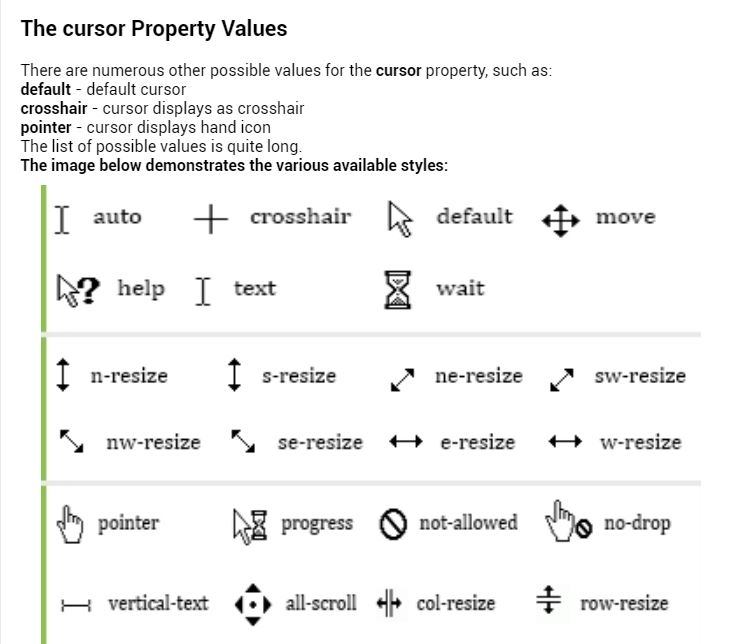 The cursor Property Values
There are numerous other possible values for the cursor property, such as:
default - default cursor
crosshair - cursor displays as crosshair
pointer - cursor displays hand icon
The list of possible values is quite long.
The image below demonstrates the various available styles:
auto crosshair default move
help text wait
n-resize s-resize ne-resize sw-resize
nw-resize se-resize e-resize w-resize
pointer progress not-allowed no-drop
vertical-text all-scroll col-resize row-resize